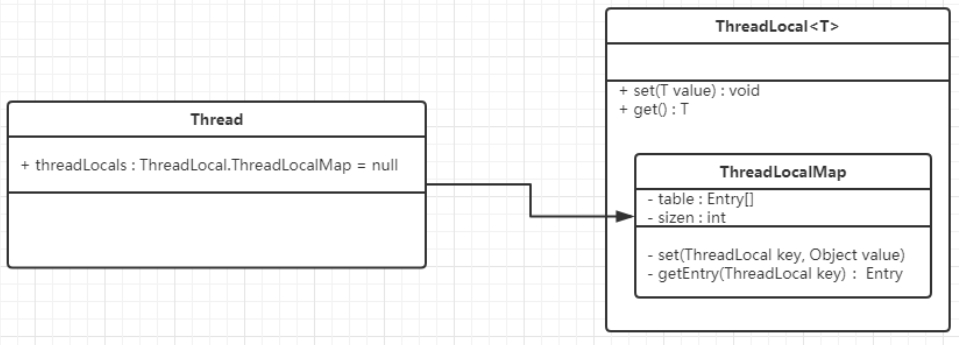 Thread
+ threadLocals : ThreadLocal.ThreadLocalMap = null
ThreadLocal<T>
+ set(T value) : void
+ get() : T
ThreadLocalMap
- table : Entry[]
- sizen : int
- set(ThreadLocal key, Object value)
- getEntry(ThreadLocal key) : Entry